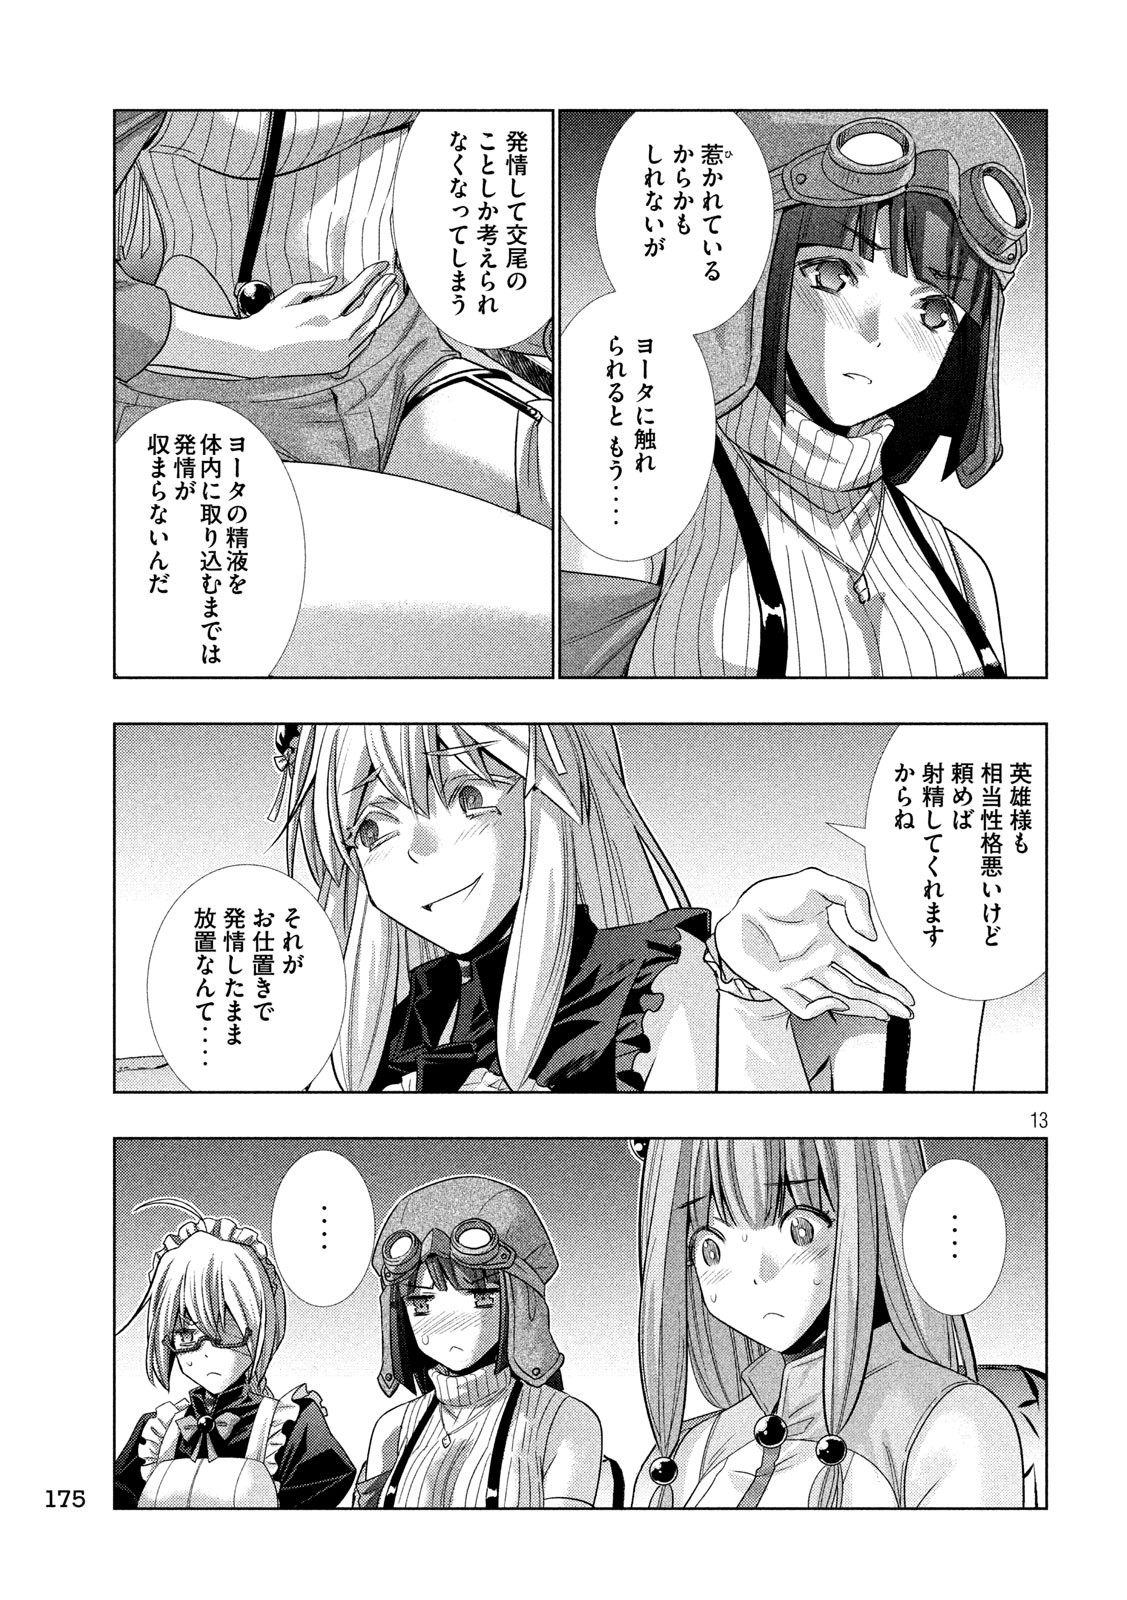 惹かれている
ひ
からかも
しれないが
ヨータに触れ
られると もう‥‥
発情して交尾の
ことしか考えられ
なくなってしまう
ヨータの精液を
体内に取り込むまでは
発情が
収まらないんだ
英雄様も
相当性格悪いけど
頼めば
射精してくれます
からね
それが
お仕置きで
発情したまま
放置なんて‥‥
13
‥‥
‥‥
175